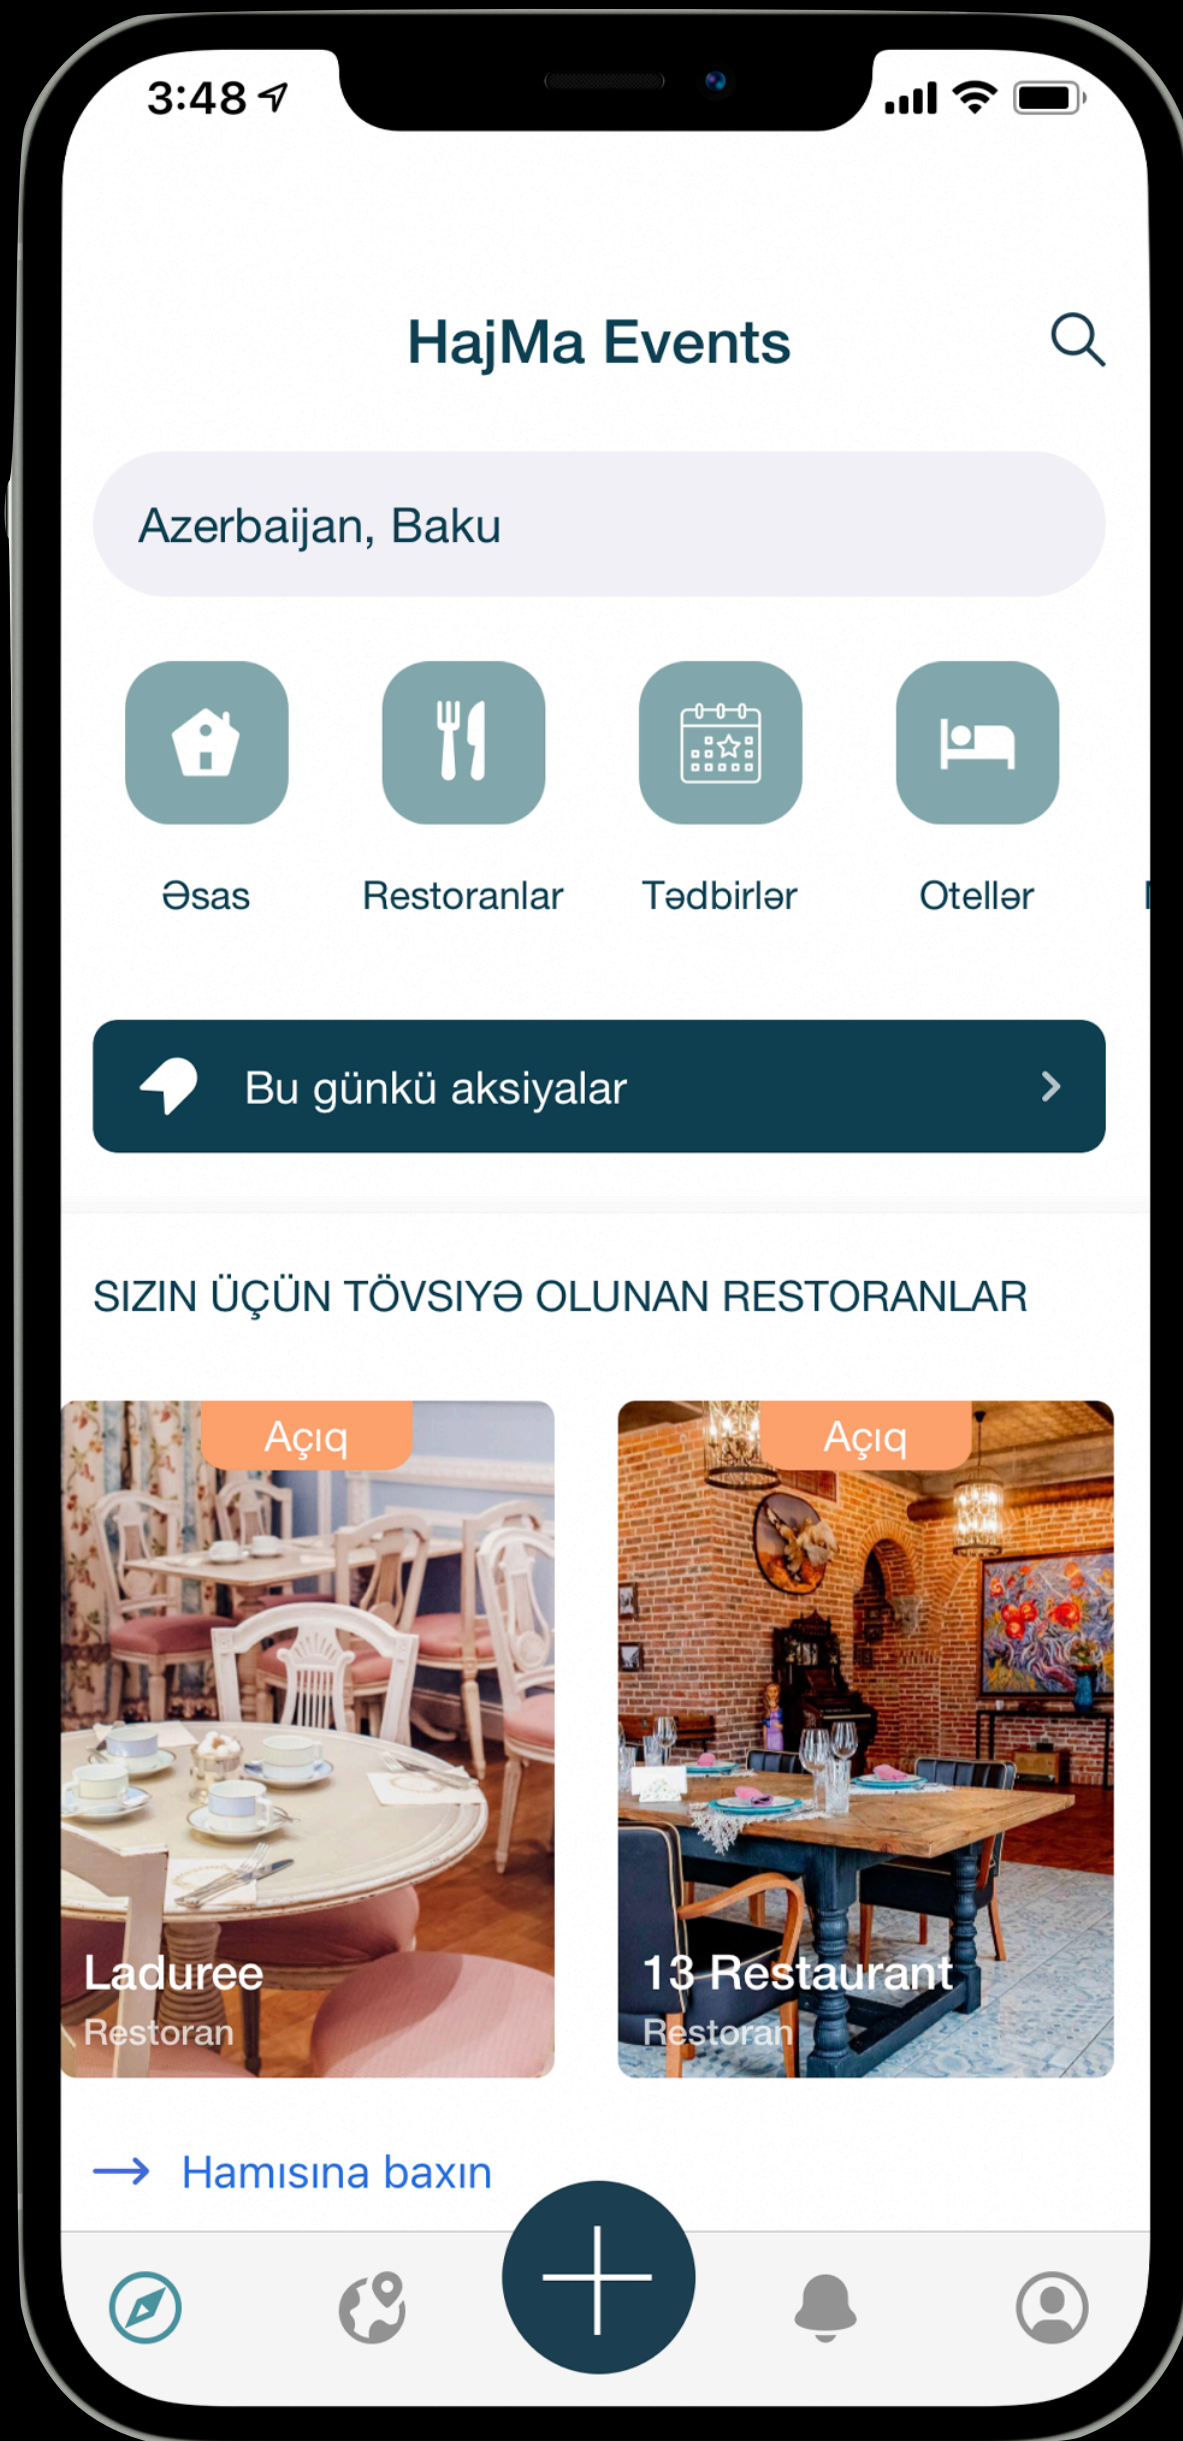 3:48
HajMa Events
Azerbaijan, Baku
Əsas
Restoranlar
Tədbirlər
Otellər
Bu günkü aksiyalar
SIZIN ÜÇÜN TÖVSIYƏ OLUNAN RESTORANLAR
Açıq
Açıq
Laduree
Restoran
13 Restaurant
Restoran
Hamısına baxın